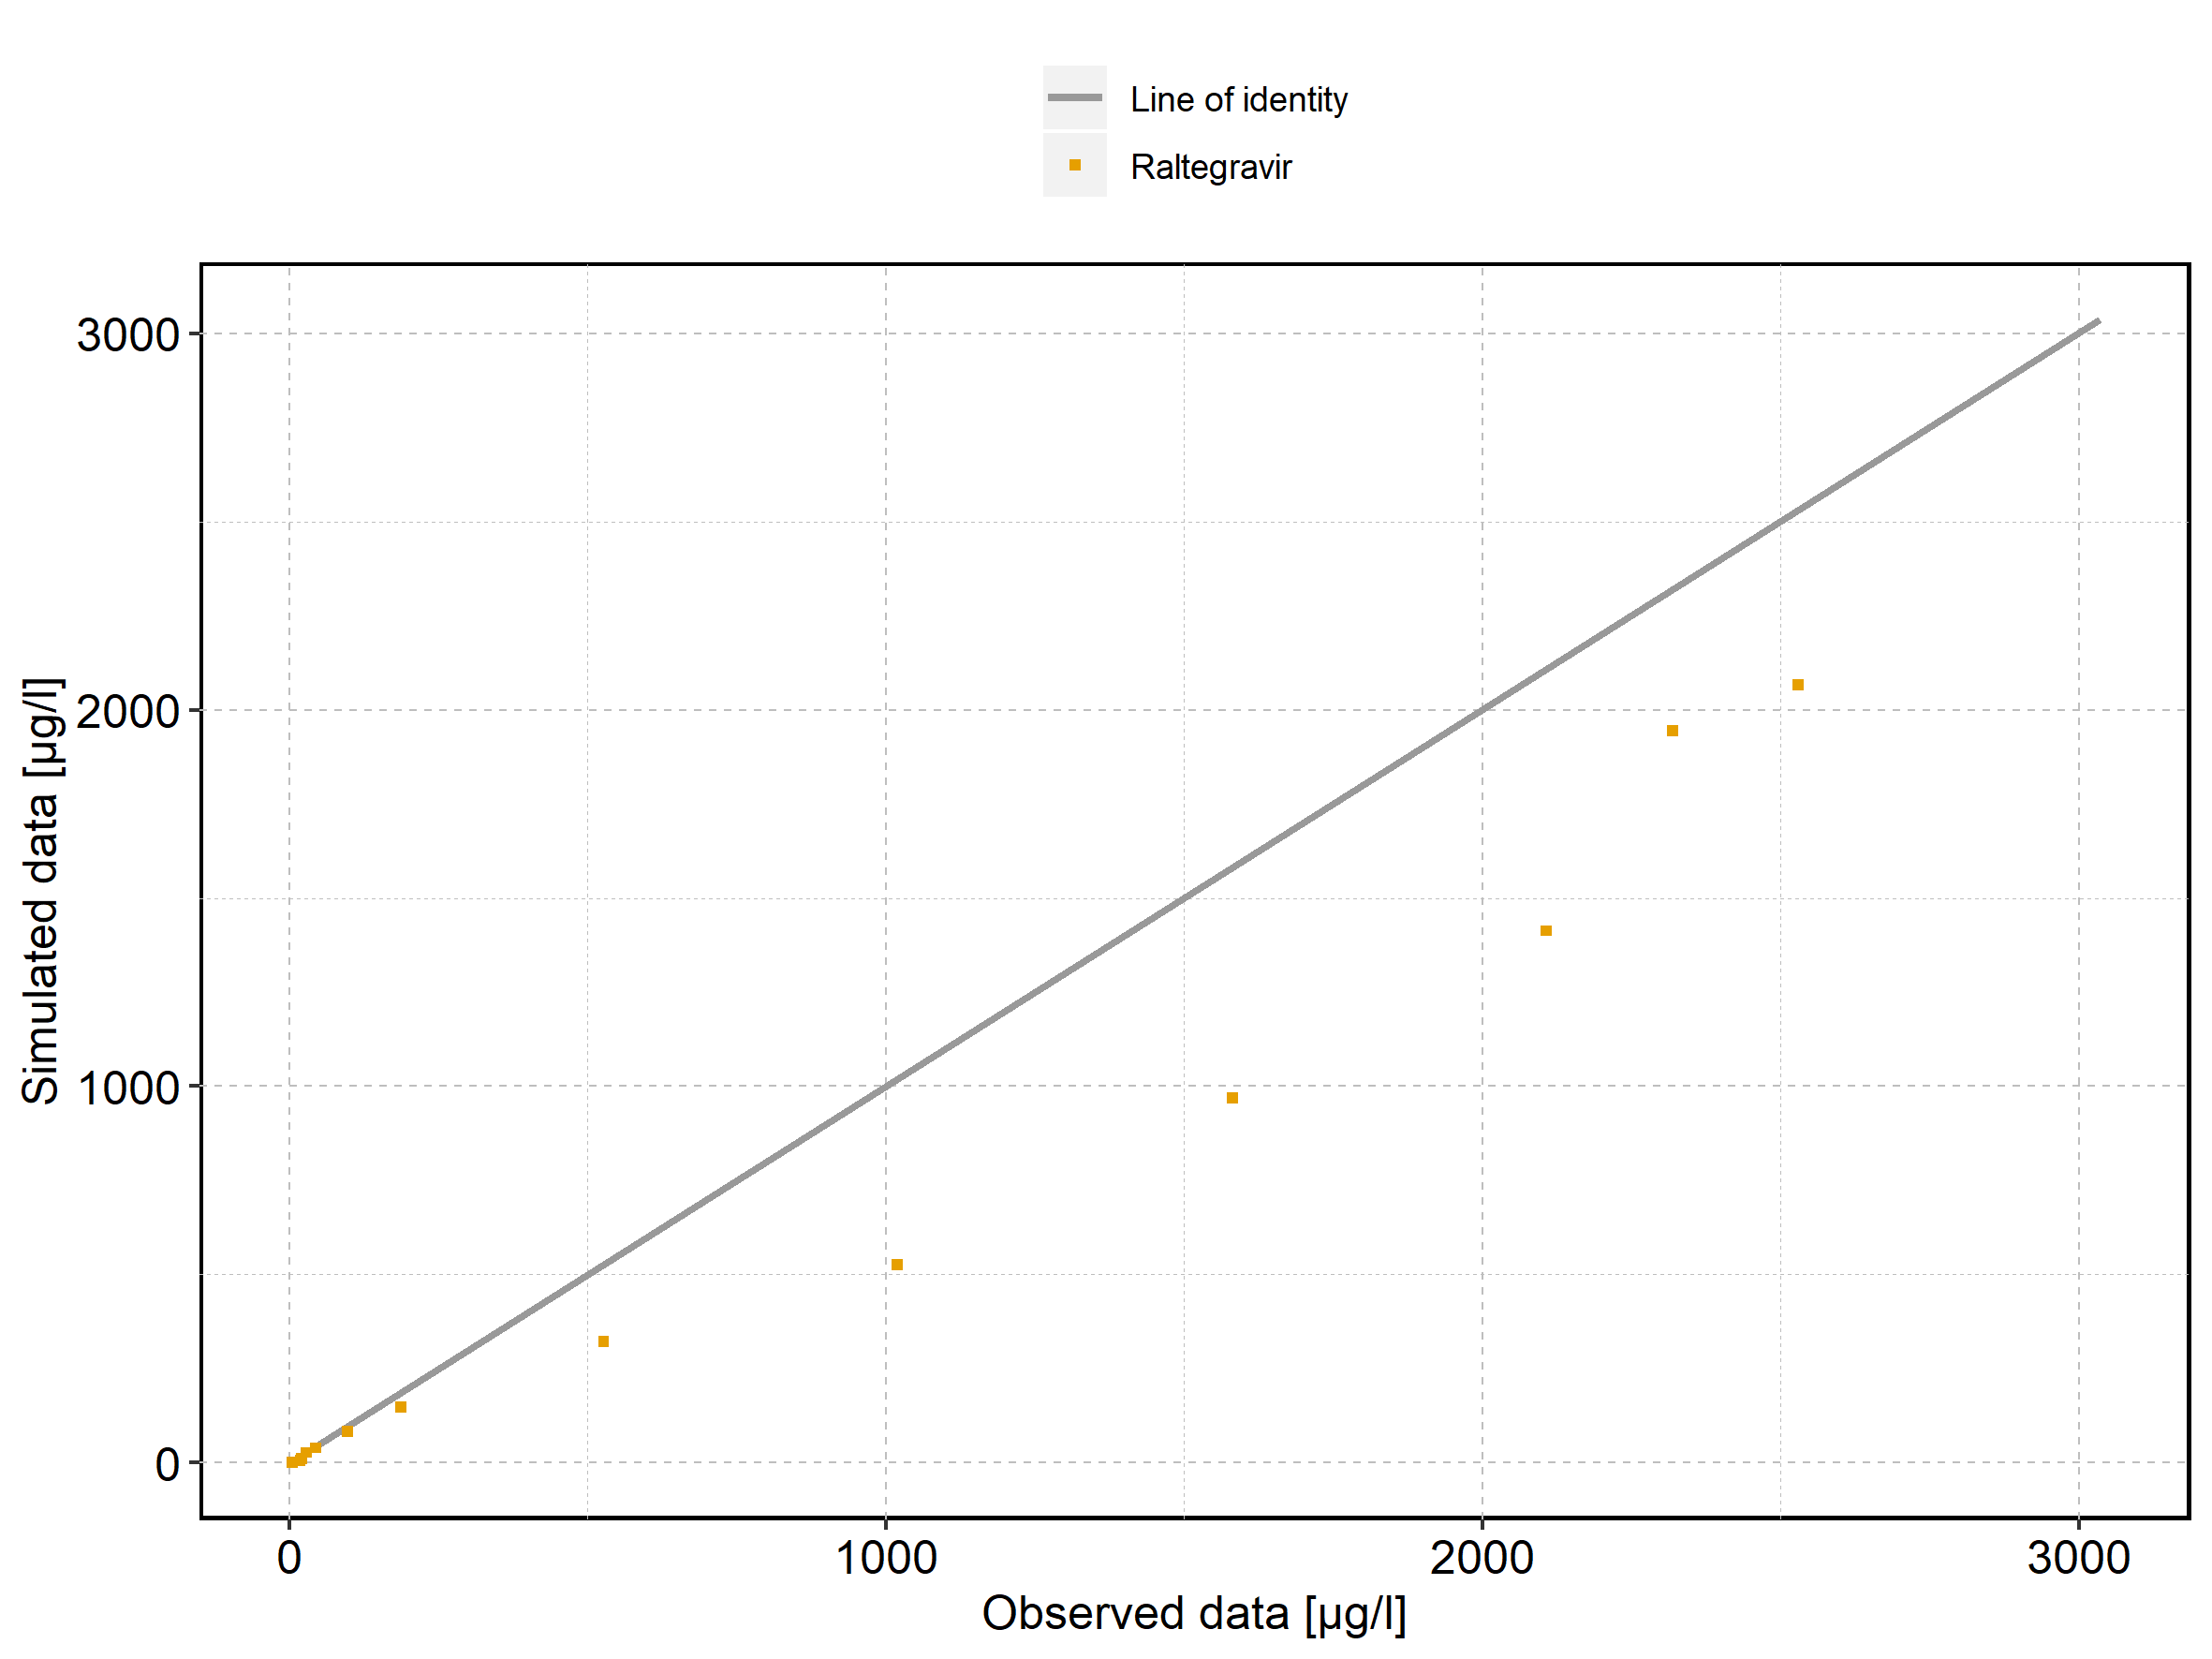 Line of identity
Raltegravir
3000
2000
1000
0
Simulated data [µg/l]
0 1000 2000 3000
Observed data [µg/l]